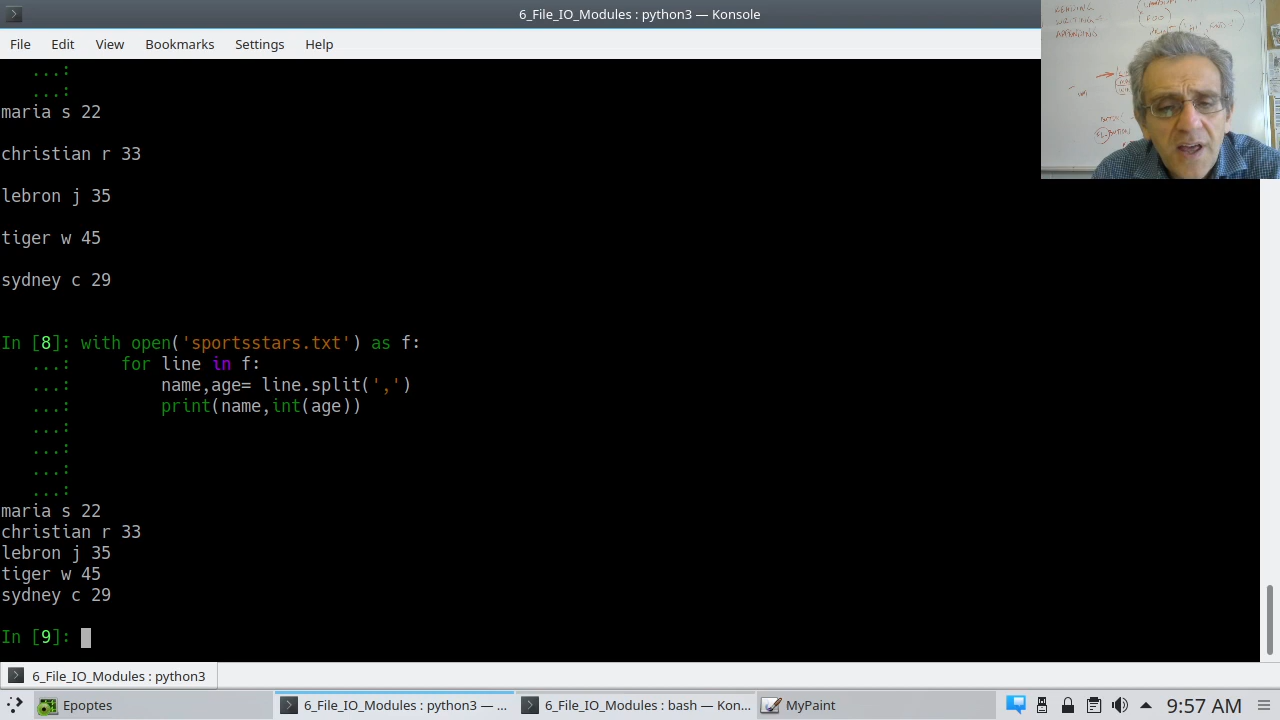 6_File_IO_Modules : python3 — Konsole
File Edit View Bookmarks Settings Help
READING
WRITING
APPENDING
...:
...:
maria s 22
christian r 33
lebron j 35
tiger w 45
sydney c 29
In [8]: with open('sportsstars.txt') as f:
...: for line in f:
...: name,age= line.split(',')
...: print(name,int(age))
...:
...:
...:
...:
maria s 22
christian r 33
lebron j 35
tiger w 45
sydney c 29
In [9]:
6_File_IO_Modules : python3
Epoptes 6_File_IO_Modules : python3 — ... 6_File_IO_Modules : bash — Kon... MyPaint 9:57 AM